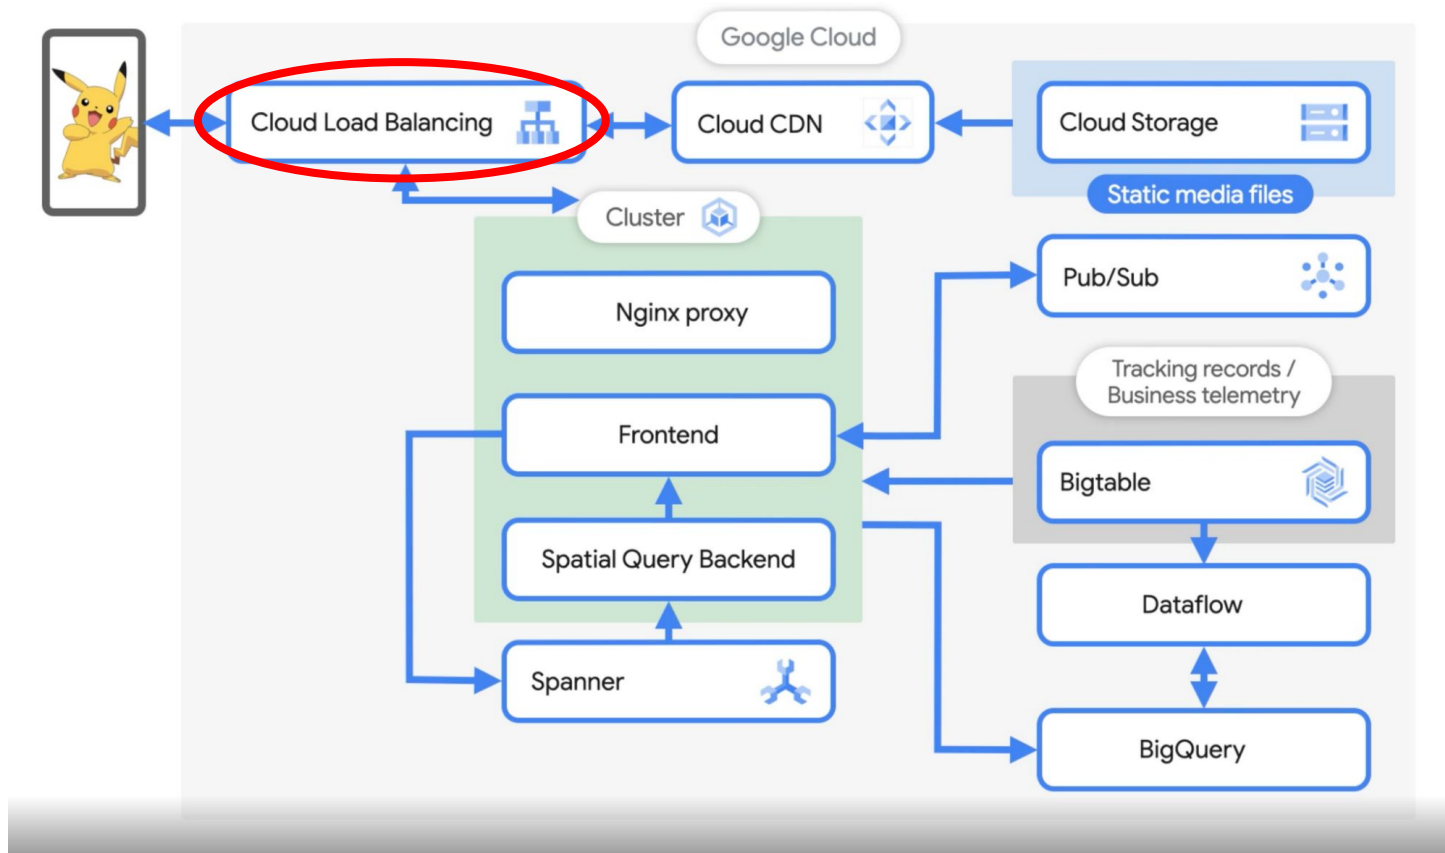 Google Cloud
Cloud Load Balancing
Cloud CDN
Cloud Storage
Static media files
Cluster
Nginx proxy
Frontend
Spatial Query Backend
Spanner
Pub/Sub
Tracking records /
Business telemetry
Bigtable
Dataflow
BigQuery